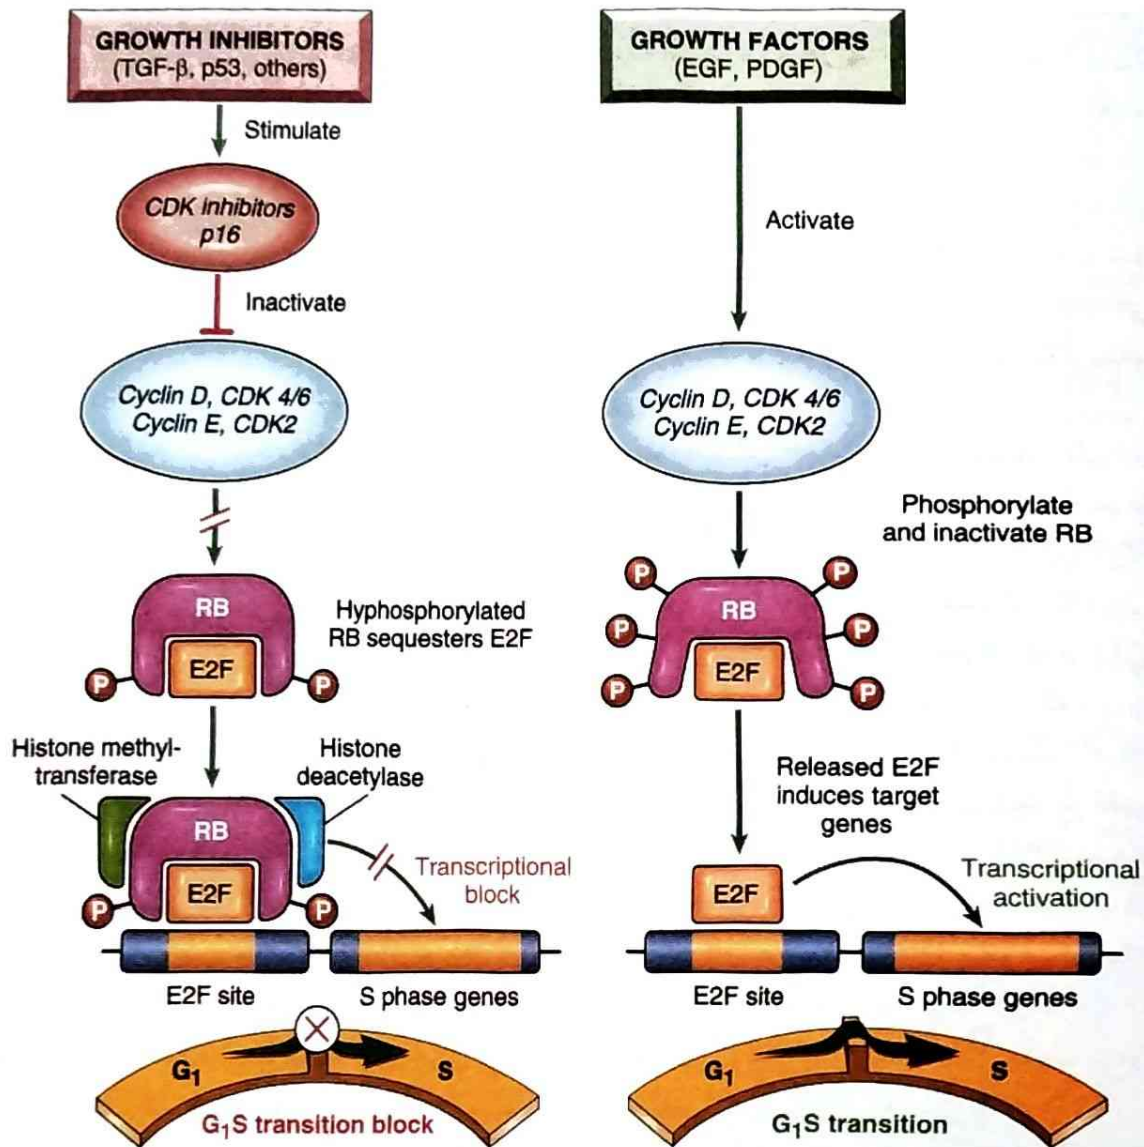 GROWTH INHIBITORS
(TGF-β, p53, others)
Stimulate
CDK inhibitors
p16
Inactivate
Cyclin D, CDK 4/6
Cyclin E, CDK2
RB
E2F
P
P
Hyphosphorylated
RB sequesters E2F
Histone methyl-
transferase
Histone
deacetylase
RB
E2F
P
P
Transcriptional
block
E2F site
S phase genes
G₁
S
G₁S transition block
GROWTH FACTORS
(EGF, PDGF)
Activate
Cyclin D, CDK 4/6
Cyclin E, CDK2
Phosphorylate
and inactivate RB
P
P
RB
P
P
E2F
P
P
Released E2F
induces target
genes
E2F
Transcriptional
activation
E2F site
S phase genes
G₁
S
G₁S transition